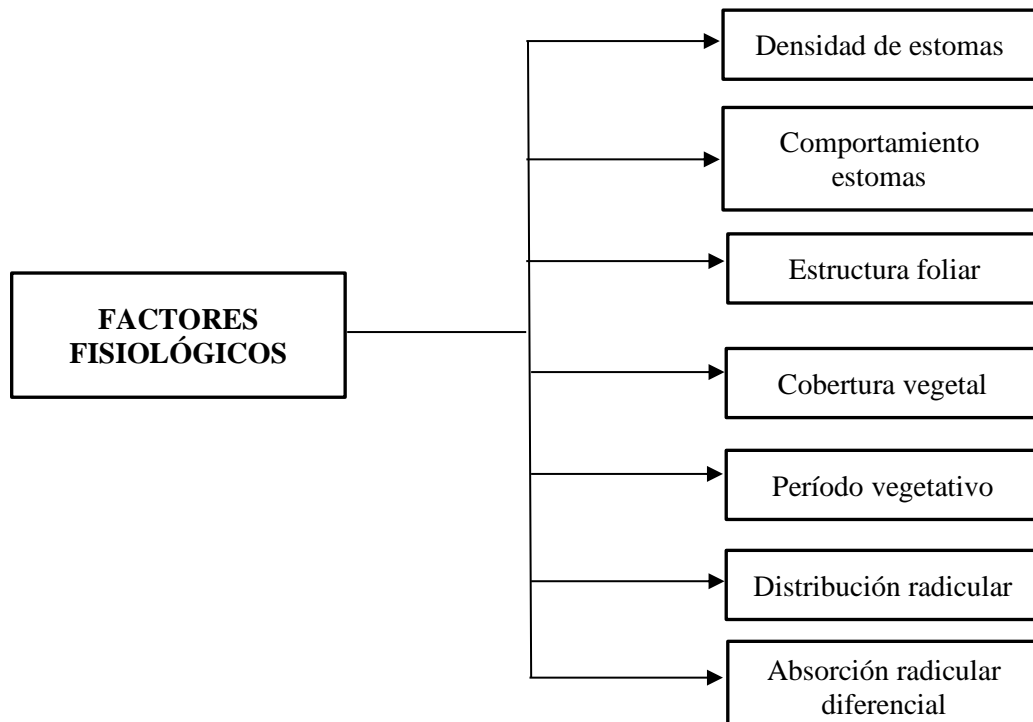 Densidad de estomas
Comportamiento
estomas
Estructura foliar
FACTORES
FISIOLÓGICOS
Cobertura vegetal
Período vegetativo
Distribución radicular
Absorción radicular
diferencial